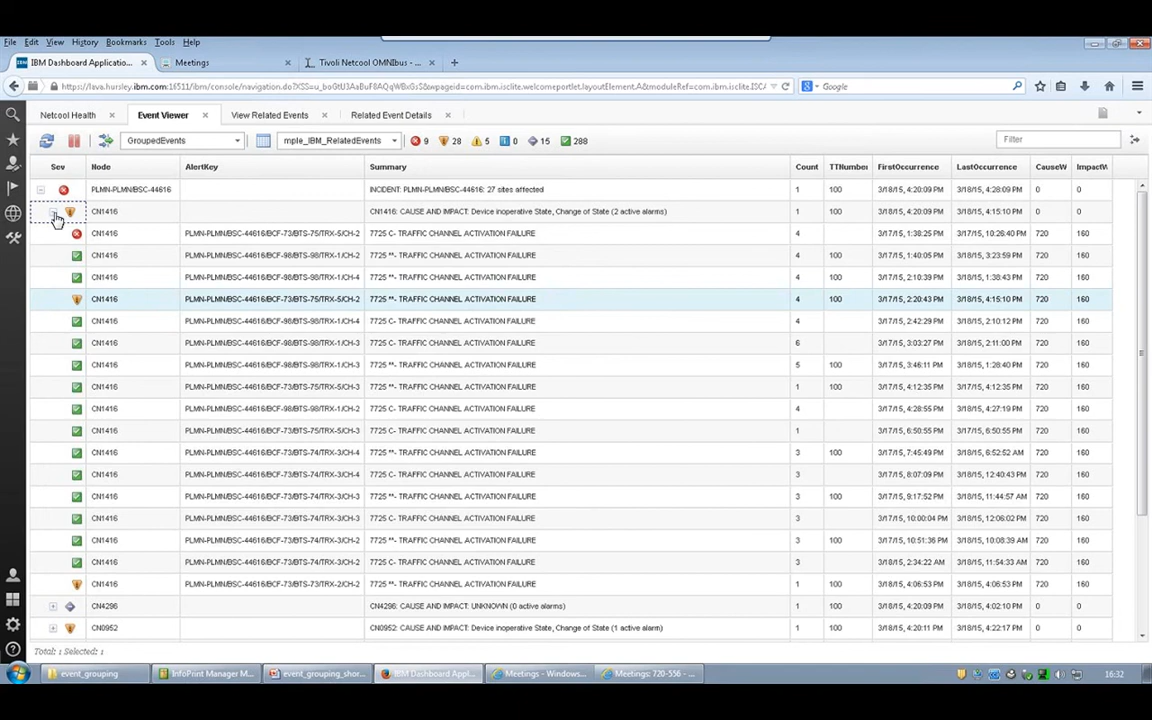 File Edit View History Bookmarks Tools Help
IBM Dashboard Applicatio... × Meetings × Tivoli Netcool OMNIbus - ... × +
Google
Netcool Health × Event Viewer × View Related Events × Related Event Details ×
GroupedEvents mple_IBM_RelatedEvents 9 28 5 0 15 288 Filter
Sev Node AlertKey Summary Count TTNumber FirstOccurrence LastOccurrence CauseW ImpactW
PLMN-PLMN/BSC-44616 INCIDENT: PLMN-PLMN/BSC-44616: 27 sites affected 1 100 3/18/15, 4:20:09 PM 3/18/15, 4:28:09 PM 0 0
CN1416 CN1416: CAUSE AND IMPACT: Device inoperative State, Change of State (2 active alarms) 1 100 3/18/15, 4:20:09 PM 3/18/15, 4:15:10 PM 0 0
CN1416 PLMN-PLMN/BSC-44616/BCF-73/BTS-75/TRX-5/CH-2 7725 C- TRAFFIC CHANNEL ACTIVATION FAILURE 4 3/17/15, 1:38:25 PM 3/17/15, 10:26:40 PM 720 160
CN1416 PLMN-PLMN/BSC-44616/BCF-98/BTS-98/TRX-1/CH-2 7725 **- TRAFFIC CHANNEL ACTIVATION FAILURE 4 100 3/17/15, 1:40:05 PM 3/18/15, 3:23:59 PM 720 160
CN1416 PLMN-PLMN/BSC-44616/BCF-98/BTS-98/TRX-1/CH-4 7725 **- TRAFFIC CHANNEL ACTIVATION FAILURE 4 100 3/17/15, 2:10:39 PM 3/18/15, 1:38:43 PM 720 160
CN1416 PLMN-PLMN/BSC-44616/BCF-73/BTS-75/TRX-5/CH-2 7725 **- TRAFFIC CHANNEL ACTIVATION FAILURE 4 100 3/17/15, 2:20:43 PM 3/18/15, 4:15:10 PM 720 160
CN1416 PLMN-PLMN/BSC-44616/BCF-98/BTS-98/TRX-1/CH-4 7725 C- TRAFFIC CHANNEL ACTIVATION FAILURE 4 3/17/15, 2:42:29 PM 3/18/15, 2:10:12 PM 720 160
CN1416 PLMN-PLMN/BSC-44616/BCF-98/BTS-98/TRX-1/CH-3 7725 C- TRAFFIC CHANNEL ACTIVATION FAILURE 6 3/17/15, 3:03:27 PM 3/18/15, 2:11:00 PM 720 160
CN1416 PLMN-PLMN/BSC-44616/BCF-98/BTS-98/TRX-1/CH-3 7725 **- TRAFFIC CHANNEL ACTIVATION FAILURE 5 100 3/17/15, 3:46:11 PM 3/18/15, 1:28:40 PM 720 160
CN1416 PLMN-PLMN/BSC-44616/BCF-73/BTS-75/TRX-5/CH-3 7725 **- TRAFFIC CHANNEL ACTIVATION FAILURE 1 100 3/17/15, 4:12:35 PM 3/17/15, 4:12:35 PM 720 160
CN1416 PLMN-PLMN/BSC-44616/BCF-98/BTS-98/TRX-1/CH-2 7725 C- TRAFFIC CHANNEL ACTIVATION FAILURE 4 3/17/15, 4:28:55 PM 3/18/15, 4:27:19 PM 720 160
CN1416 PLMN-PLMN/BSC-44616/BCF-73/BTS-75/TRX-5/CH-3 7725 C- TRAFFIC CHANNEL ACTIVATION FAILURE 1 3/17/15, 6:50:55 PM 3/17/15, 6:50:55 PM 720 160
CN1416 PLMN-PLMN/BSC-44616/BCF-73/BTS-74/TRX-3/CH-4 7725 **- TRAFFIC CHANNEL ACTIVATION FAILURE 3 100 3/17/15, 7:45:49 PM 3/18/15, 6:52:52 AM 720 160
CN1416 PLMN-PLMN/BSC-44616/BCF-73/BTS-74/TRX-3/CH-4 7725 C- TRAFFIC CHANNEL ACTIVATION FAILURE 3 3/17/15, 8:07:09 PM 3/18/15, 12:40:43 PM 720 160
CN1416 PLMN-PLMN/BSC-44616/BCF-73/BTS-74/TRX-3/CH-3 7725 **- TRAFFIC CHANNEL ACTIVATION FAILURE 3 100 3/17/15, 9:17:52 PM 3/18/15, 11:44:57 AM 720 160
CN1416 PLMN-PLMN/BSC-44616/BCF-73/BTS-74/TRX-3/CH-3 7725 C- TRAFFIC CHANNEL ACTIVATION FAILURE 3 3/17/15, 10:00:04 PM 3/18/15, 12:06:02 PM 720 160
CN1416 PLMN-PLMN/BSC-44616/BCF-73/BTS-74/TRX-3/CH-2 7725 **- TRAFFIC CHANNEL ACTIVATION FAILURE 3 100 3/17/15, 10:51:36 PM 3/18/15, 10:08:39 AM 720 160
CN1416 PLMN-PLMN/BSC-44616/BCF-73/BTS-74/TRX-3/CH-2 7725 C- TRAFFIC CHANNEL ACTIVATION FAILURE 3 3/18/15, 2:34:22 AM 3/18/15, 11:54:33 AM 720 160
CN1416 PLMN-PLMN/BSC-44616/BCF-73/BTS-73/TRX-2/CH-2 7725 **- TRAFFIC CHANNEL ACTIVATION FAILURE 1 100 3/18/15, 4:06:53 PM 3/18/15, 4:06:53 PM 720 160
CN4296 CN4296: CAUSE AND IMPACT: UNKNOWN (0 active alarms) 1 100 3/18/15, 4:20:09 PM 3/18/15, 4:02:10 PM 0 0
CN0952 CN0952: CAUSE AND IMPACT: Device inoperative State, Change of State (1 active alarm) 1 100 3/18/15, 4:20:11 PM 3/18/15, 4:22:17 PM 0 0
Total: 1 Selected: 1
event_grouping InfoPrint Manager M... event_grouping_shor... IBM Dashboard Appl... Meetings - Windows... Meetings: 720-556 - ... 16:32